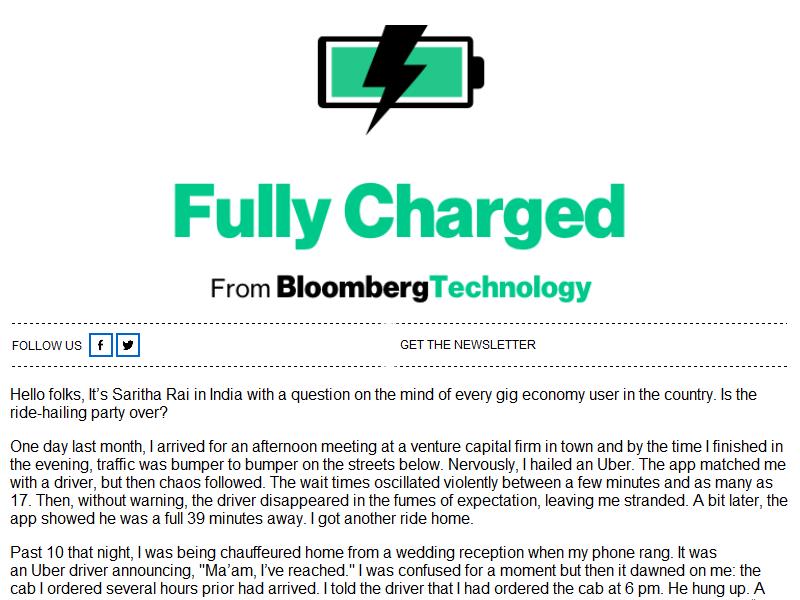 Fully Charged
From BloombergTechnology
FOLLOW US
GET THE NEWSLETTER
Hello folks, It’s Saritha Rai in India with a question on the mind of every gig economy user in the country. Is the
ride-hailing party over?
One day last month, I arrived for an afternoon meeting at a venture capital firm in town and by the time I finished in
the evening, traffic was bumper to bumper on the streets below. Nervously, I hailed an Uber. The app matched me
with a driver, but then chaos followed. The wait times oscillated violently between a few minutes and as many as
17. Then, without warning, the driver disappeared in the fumes of expectation, leaving me stranded. A bit later, the
app showed he was a full 39 minutes away. I got another ride home.
Past 10 that night, I was being chauffeured home from a wedding reception when my phone rang. It was
an Uber driver announcing, "Ma’am, I’ve reached." I was confused for a moment but then it dawned on me: the
cab I ordered several hours prior had arrived. I told the driver that I had ordered the cab at 6 pm. He hung up. A